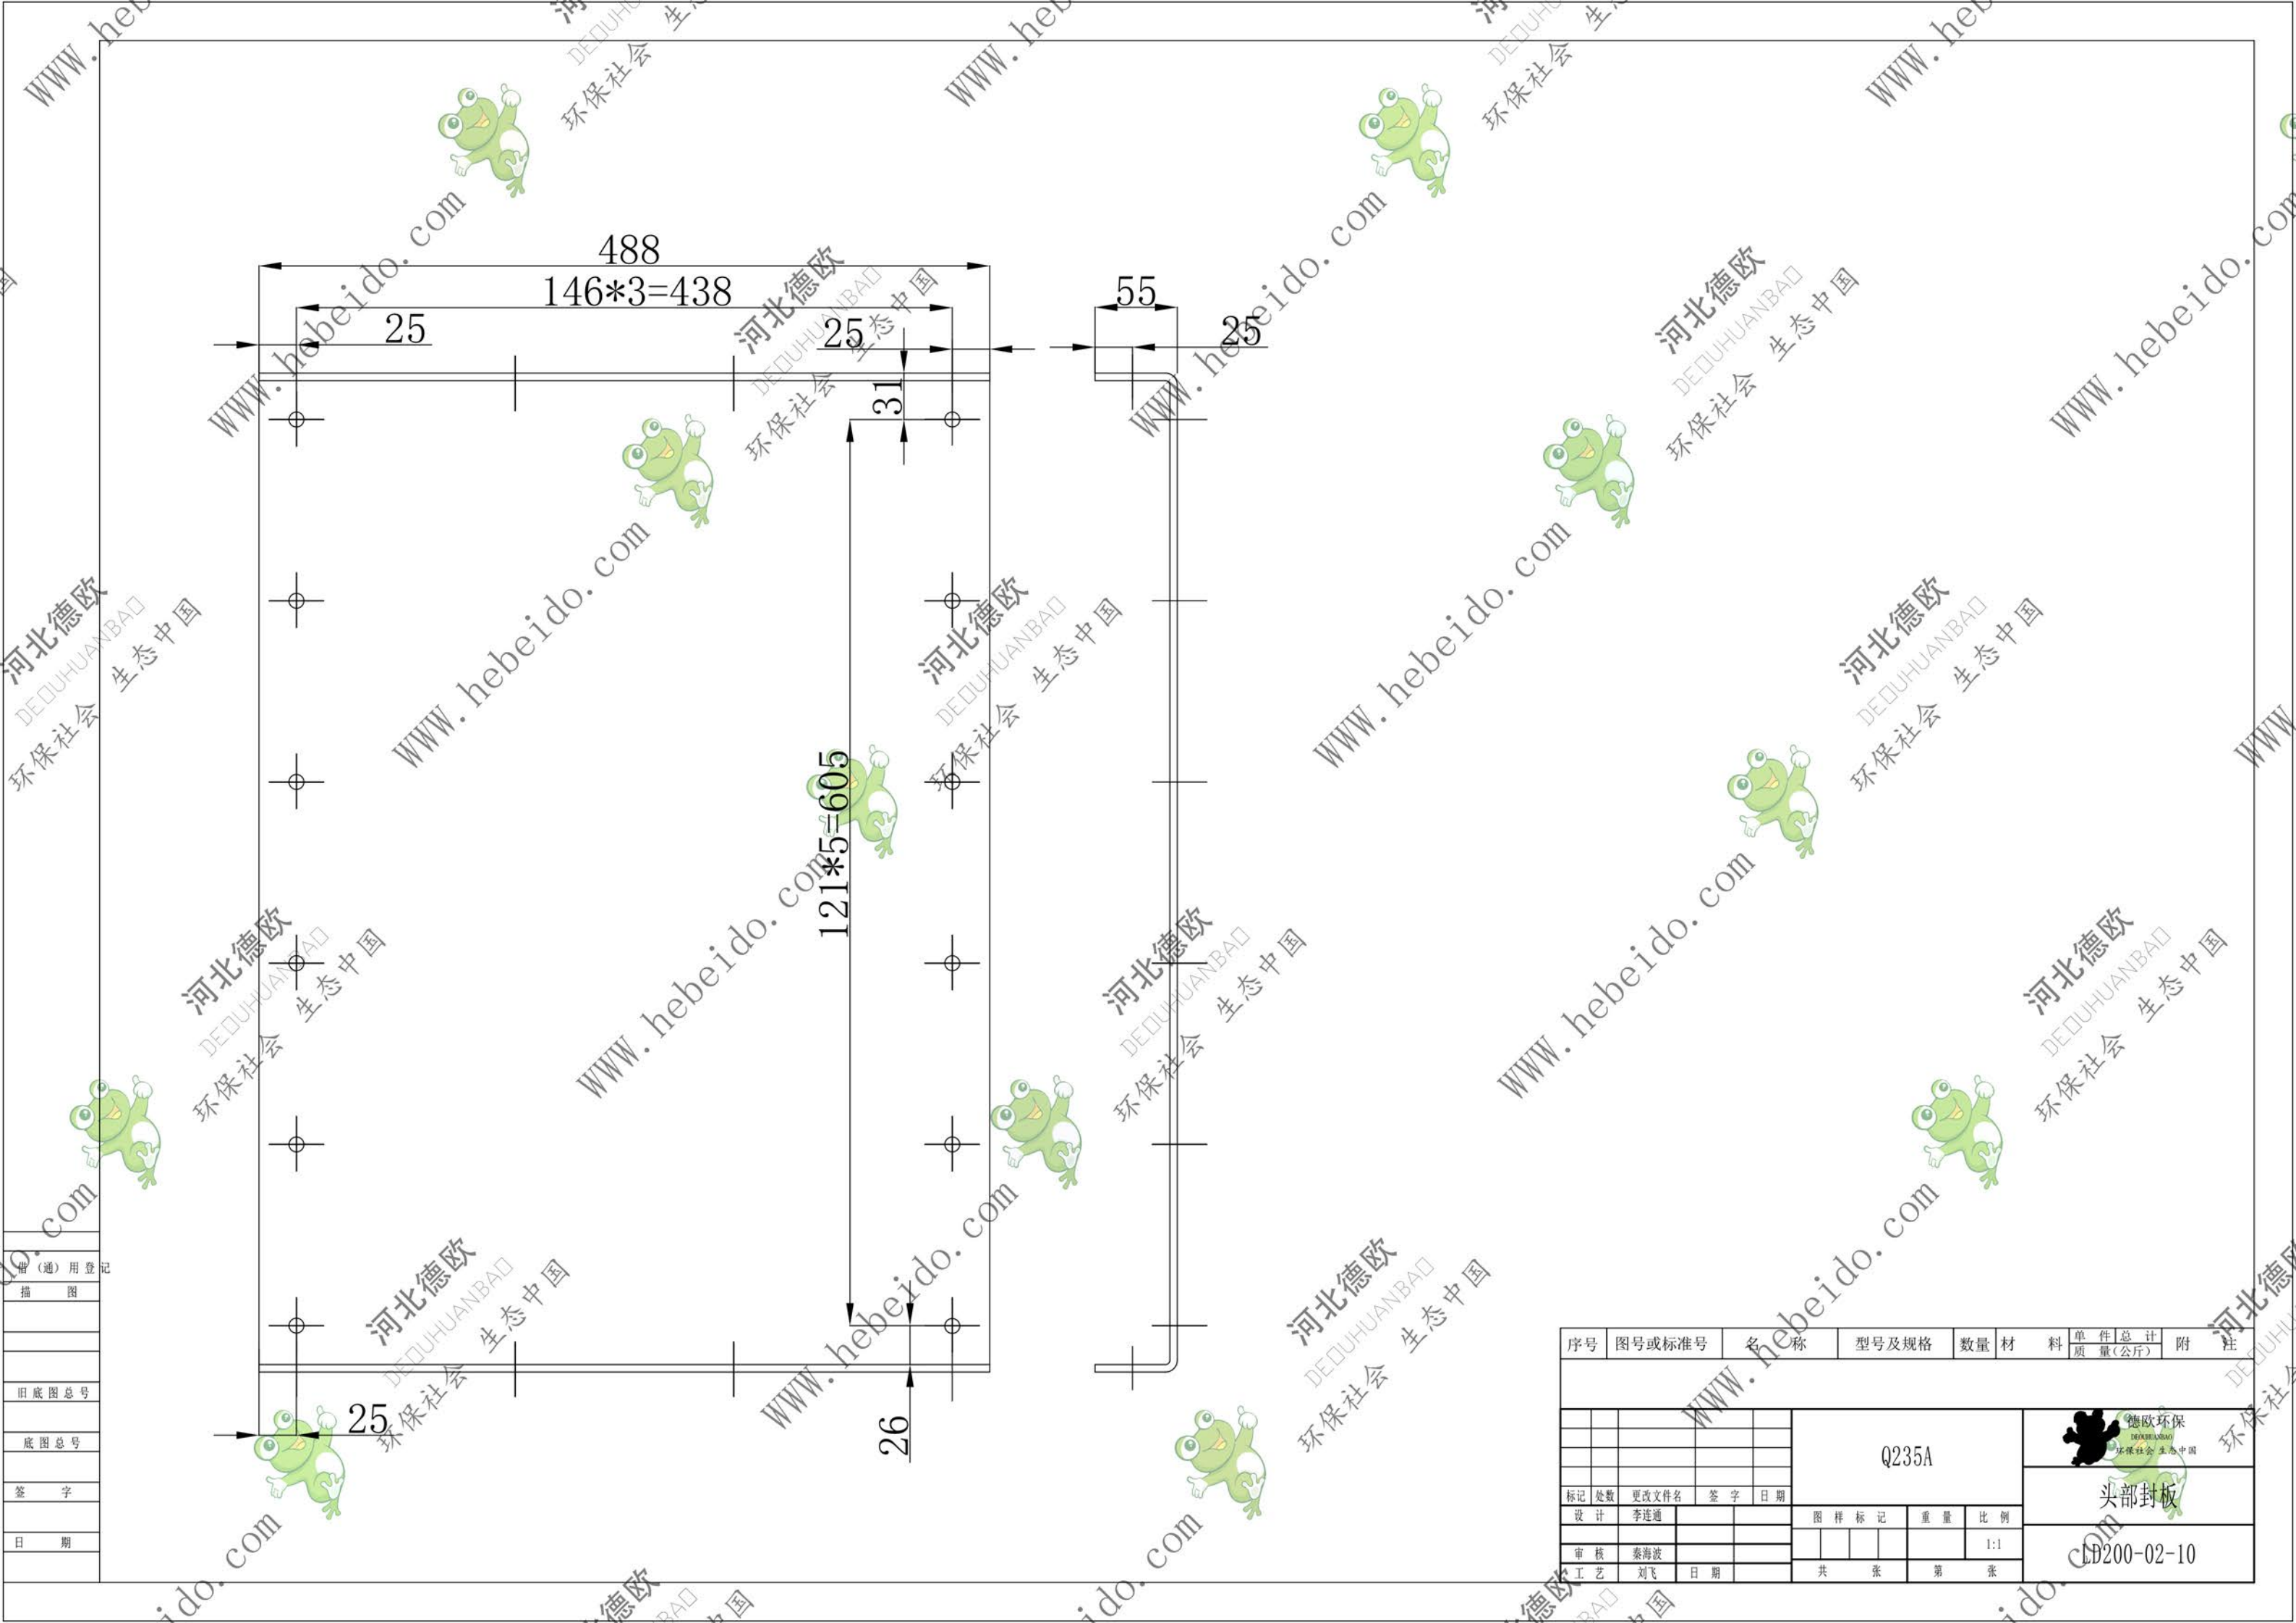 488
146*3=438
25
25
31
55
25
121*5=605
25
26
借(通)用登记
描 图
旧底图总号
底图总号
签 字
日 期
序号 图号或标准号 名 称 型号及规格 数量 材 料 单件 总计 附 注
质 量(公斤)
标记 处数 更改文件名 签 字 日 期
设 计 李连通
审 核 秦海波
工 艺 刘飞 日 期
Q235A
图 样 标 记 重 量 比 例
1:1
共 张 第 张
德欧环保
DEOUHUANBAO
环保社会 生态中国
头部封板
LD200-02-10
河北德欧
DEOUHUANBAO
环保社会 生态中国
WWW.hebeido.com